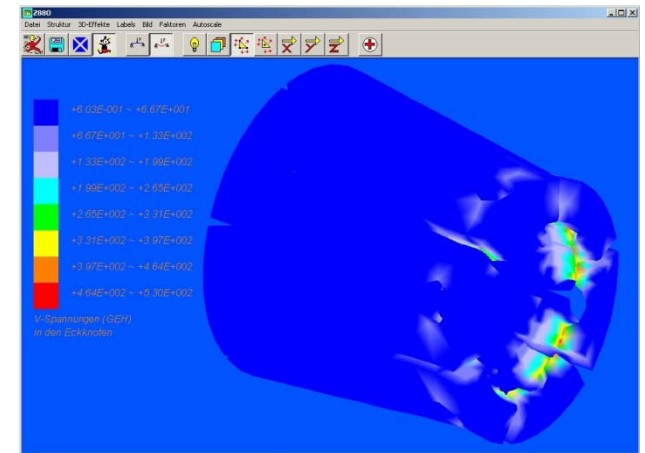 Z88O
Datei Struktur 3D-Effekte Labels Bild Faktoren Autoscale
+6.03E-001 ~ +6.67E+001
+6.67E+001 ~ +1.33E+002
+1.33E+002 ~ +1.99E+002
+1.99E+002 ~ +2.65E+002
+2.65E+002 ~ +3.31E+002
+3.31E+002 ~ +3.97E+002
+3.97E+002 ~ +4.64E+002
+4.64E+002 ~ +5.30E+002
V-Spannungen (GEH)
in den Eckknoten